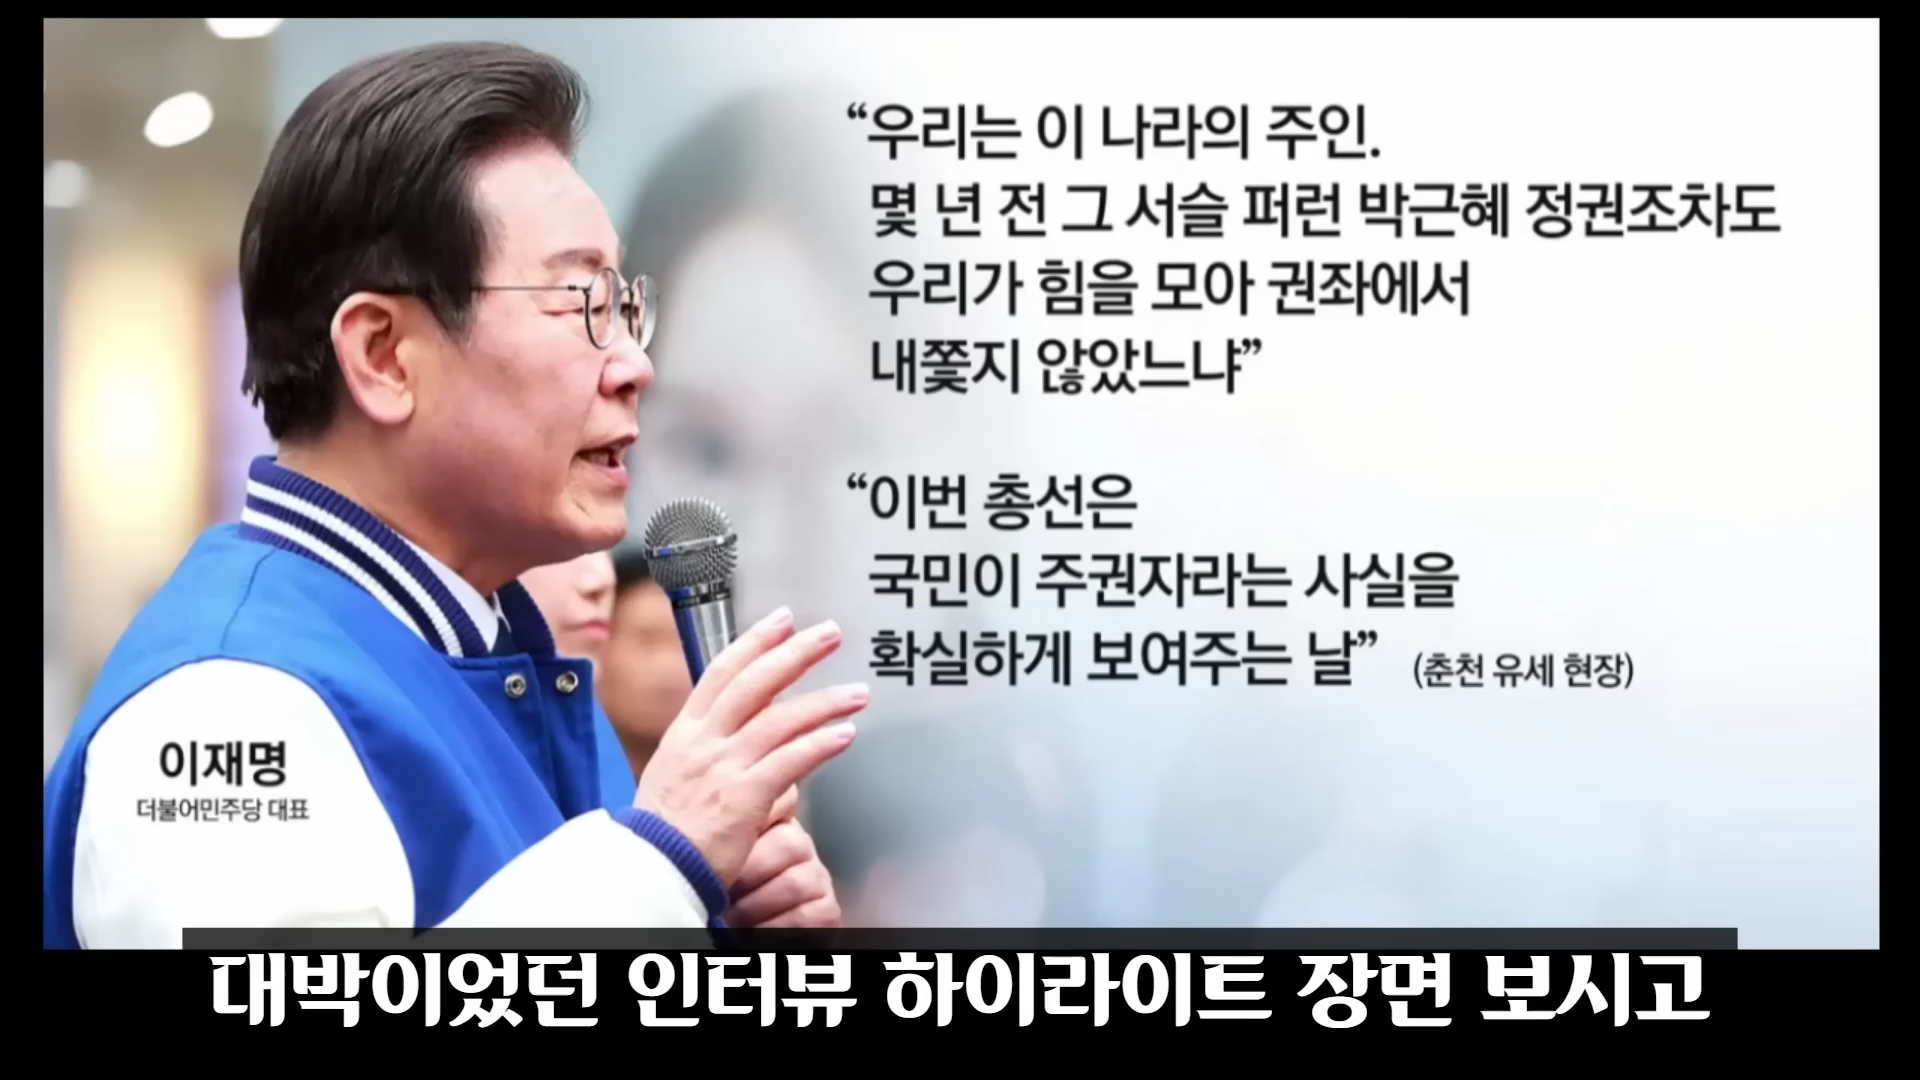 “우리는 이 나라의 주인.
몇 년 전 그 서슬 퍼런 박근혜 정권조차도
우리가 힘을 모아 권좌에서
내쫓지 않았느냐”
“이번 총선은
국민이 주권자라는 사실을
확실하게 보여주는 날” (춘천 유세 현장)
이재명
더불어민주당 대표
대박이었던 인터뷰 하이라이트 장면 보시고